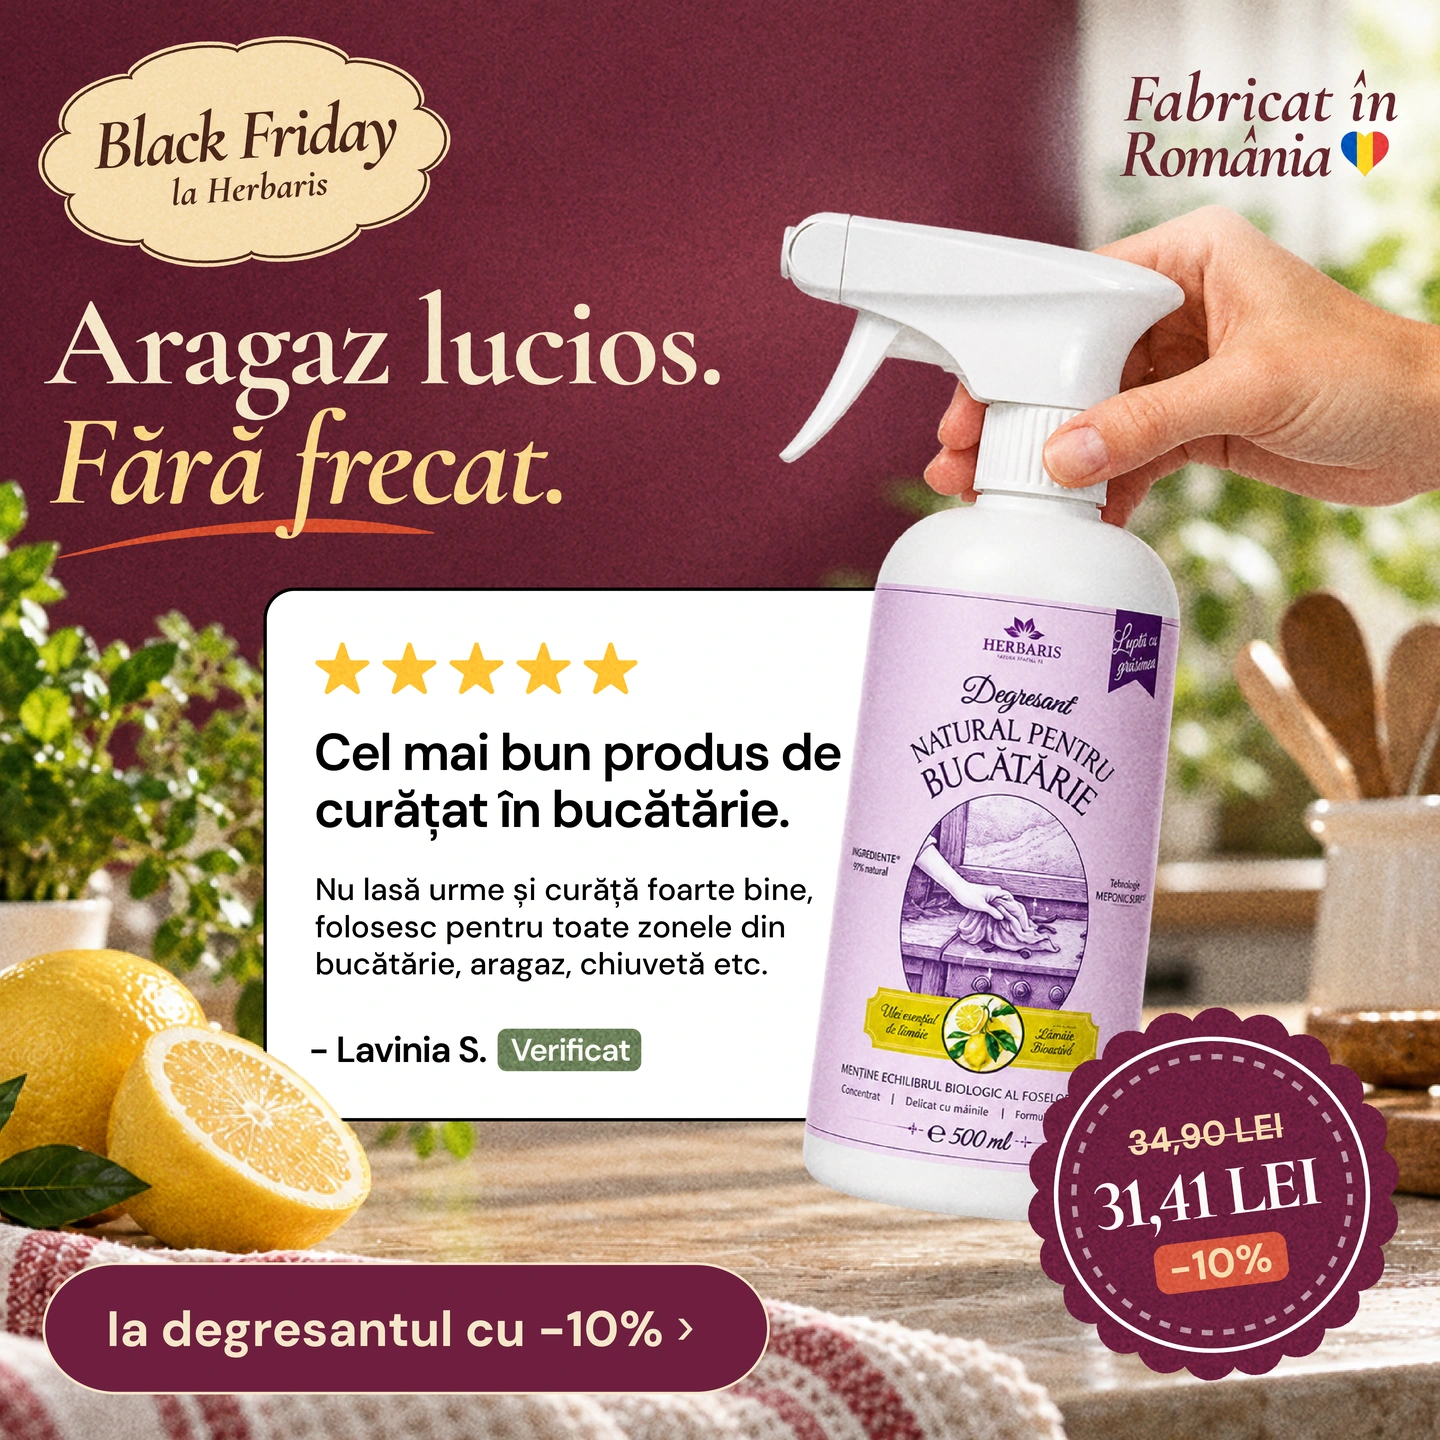 Black Friday
la Herbaris
Fabricat în
România
Aragaz lucios.
Fără frecat.
Cel mai bun produs de
curățat în bucătărie.
Nu lasă urme și curăță foarte bine,
folosesc pentru toate zonele din
bucătărie, aragaz, chiuvetă etc.
– Lavinia S. Verificat
HERBARIS
Luptă cu
grăsimea
Degresant
NATURAL PENTRU
BUCĂTĂRIE
INGREDIENTE*
97% natural
Tehnologie
Ulei esențial
de lămâie
Lămâie
Bioactivă
MENȚINE ECHILIBRUL BIOLOGIC AL
Concentrat | Delicat cu mâinile |
e 500 ml
34,90 LEI
31,41 LEI
-10%
Ia degresantul cu -10% ›